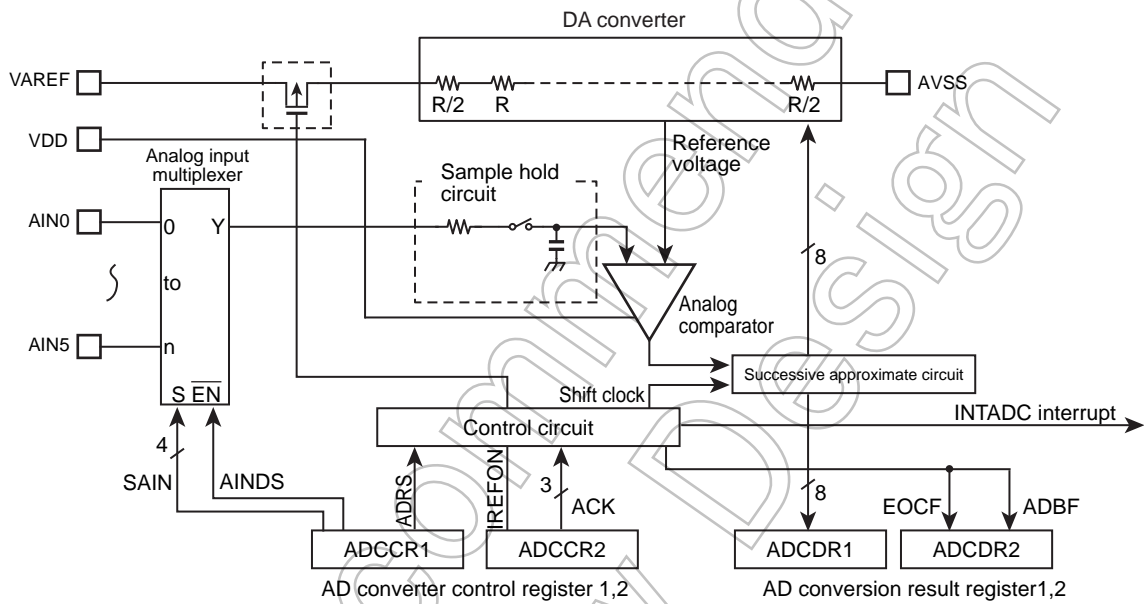 DA converter
VAREF
R/2
R
R/2
AVSS
VDD
Reference
voltage
Analog input
multiplexer
Sample hold
circuit
AIN0
0
Y
to
8
Analog
comparator
AIN5
n
S EN
Successive approximate circuit
Shift clock
INTADC interrupt
Control circuit
4
SAIN
AINDS
ADRS
IREFON
3
ACK
8
EOCF
ADBF
ADCCR1
ADCCR2
ADCDR1
ADCDR2
AD converter control register 1,2
AD conversion result register1,2